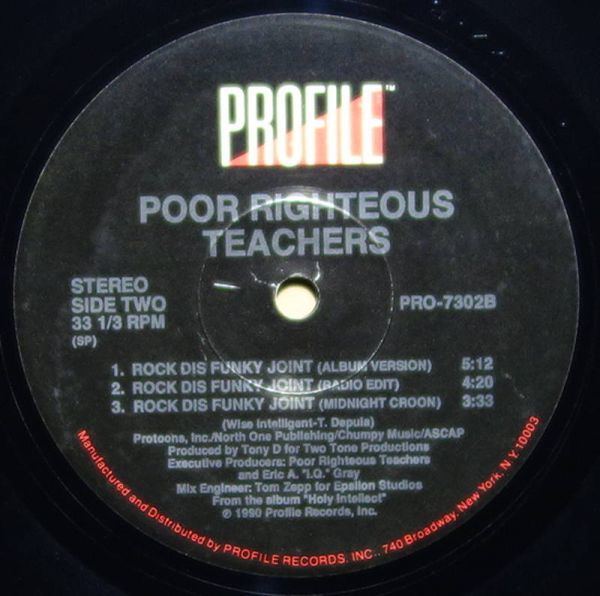 PROFILE™
POOR RIGHTEOUS
TEACHERS
STEREO
SIDE TWO
33 1/3 RPM
(SP)
PRO-7302B
1. ROCK DIS FUNKY JOINT (ALBUM VERSION) 5:12
2. ROCK DIS FUNKY JOINT (RADIO EDIT) 4:20
3. ROCK DIS FUNKY JOINT (MIDNIGHT CROON) 3:33
(Wise Intelligent-T. Depula)
Protoons, Inc./North One Publishing/Chumpy Music/ASCAP
Produced by Tony D for Two Tone Productions
Executive Producers: Poor Righteous Teachers
and Eric A. "I.Q." Gray
Mix Engineer: Tom Zepp for Epsilon Studios
From the album "Holy Intellect"
℗ 1990 Profile Records, Inc.
Manufactured and Distributed by PROFILE RECORDS, INC., 740 Broadway, New York, N Y 10003